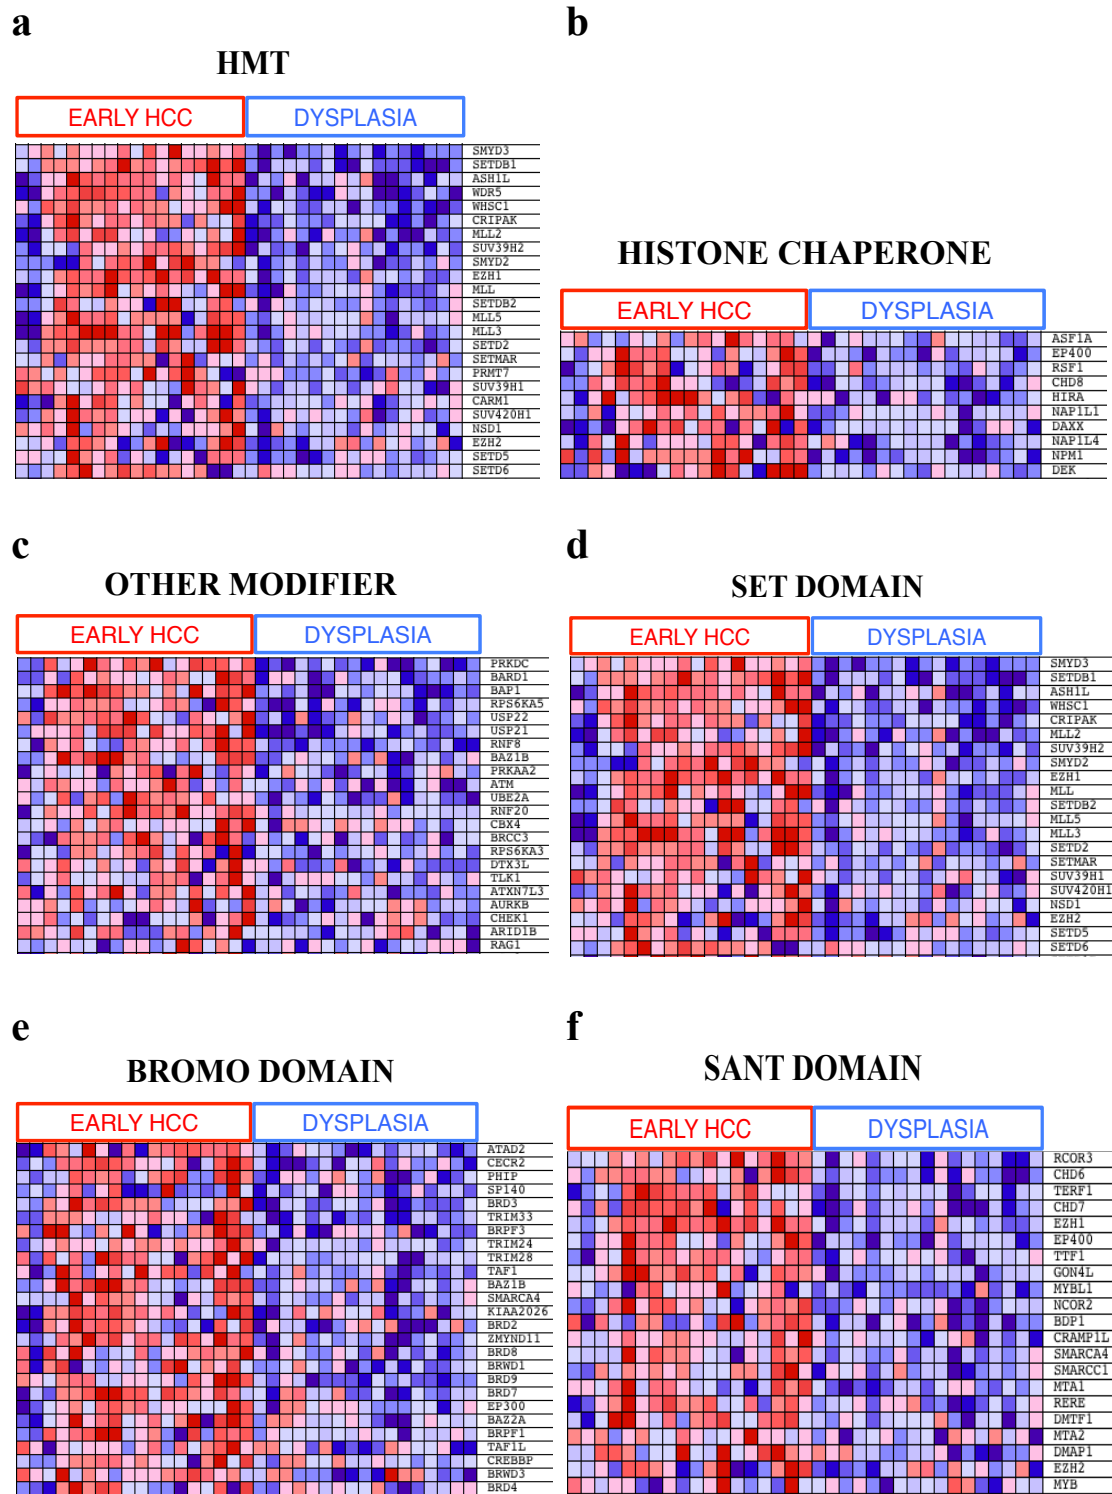 a
HMT
EARLY HCC
DYSPLASIA
SMYD3
SETDB1
ASH1L
WDR5
WHSC1
CRIPAK
MLL2
SUV39H2
SMYD2
EZH1
MLL
SETDB2
MLL5
MLL3
SETD2
SETMAR
PRMT7
SUV39H1
CARM1
SUV420H1
NSD1
EZH2
SETD5
SETD6
b
HISTONE CHAPERONE
EARLY HCC
DYSPLASIA
ASF1A
EP400
RSF1
CHD8
HIRA
NAP1L1
DAXX
NAP1L4
NPM1
DEK
c
OTHER MODIFIER
EARLY HCC
DYSPLASIA
PRKDC
BARD1
BAP1
RPS6KA5
USP22
USP21
RNF8
BAZ1B
PRKAA2
ATM
UBE2A
RNF20
CBX4
BRCC3
RPS6KA3
DTX3L
TLK1
ATXN7L3
AURKB
CHEK1
ARID1B
RAG1
d
SET DOMAIN
EARLY HCC
DYSPLASIA
SMYD3
SETDB1
ASH1L
WHSC1
CRIPAK
MLL2
SUV39H2
SMYD2
EZH1
MLL
SETDB2
MLL5
MLL3
SETD2
SETMAR
SUV39H1
SUV420H1
NSD1
EZH2
SETD5
SETD6
e
BROMO DOMAIN
EARLY HCC
DYSPLASIA
ATAD2
CECR2
PHIP
SP140
BRD3
TRIM33
BRPF3
TRIM24
TRIM28
TAF1
BAZ1B
SMARCA4
KIAA2026
BRD2
ZMYND11
BRD8
BRWD1
BRD9
BRD7
EP300
BAZ2A
BRPF1
TAF1L
CREBBP
BRWD3
BRD4
f
SANT DOMAIN
EARLY HCC
DYSPLASIA
RCOR3
CHD6
TERF1
CHD7
EZH1
EP400
TTF1
GON4L
MYBL1
NCOR2
BDP1
CRAMP1L
SMARCA4
SMARCC1
MTA1
RERE
DMTF1
MTA2
DMAP1
EZH2
MYB